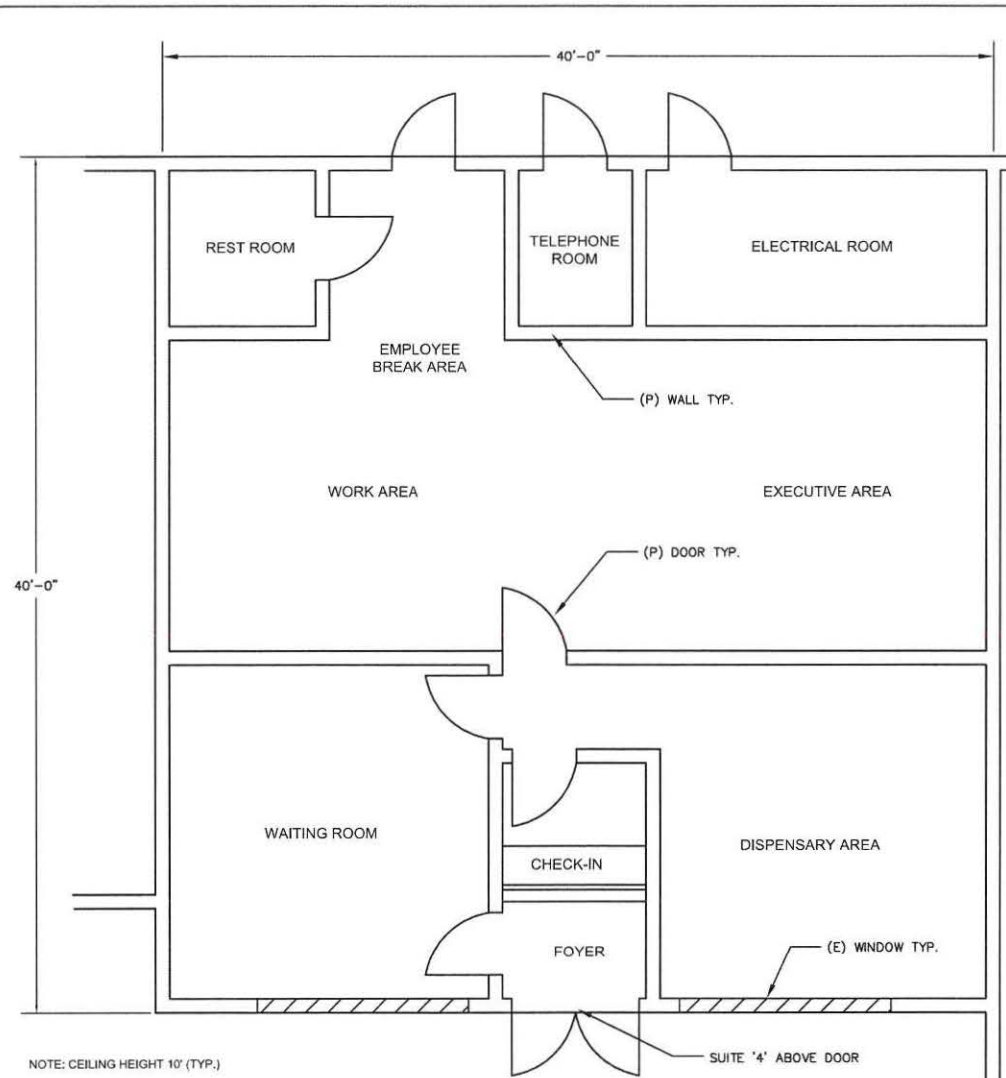 40'-0"
REST ROOM
TELEPHONE
ROOM
ELECTRICAL ROOM
EMPLOYEE
BREAK AREA
(P) WALL TYP.
WORK AREA
EXECUTIVE AREA
(P) DOOR TYP.
40'-0"
WAITING ROOM
DISPENSARY AREA
CHECK-IN
FOYER
(E) WINDOW TYP.
SUITE '4' ABOVE DOOR
NOTE: CEILING HEIGHT 10' (TYP.)